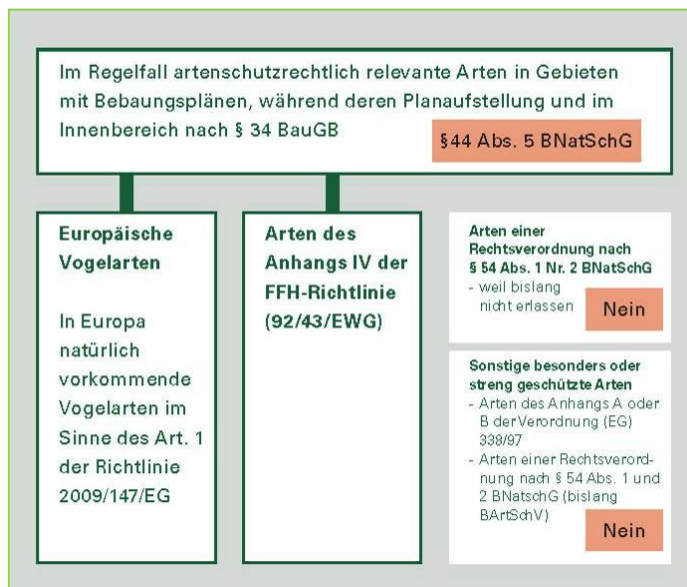 Im Regelfall artenschutzrechtlich relevante Arten in Gebieten
mit Bebaungsplänen, während deren Planaufstellung und im
Innenbereich nach § 34 BauGB
§44 Abs. 5 BNatSchG
Europäische
Vogelarten
In Europa
natürlich
vorkommende
Vogelarten im
Sinne des Art. 1
der Richtlinie
2009/147/EG
Arten des
Anhangs IV der
FFH-Richtlinie
(92/43/EWG)
Arten einer
Rechtsverordnung nach
§ 54 Abs. 1 Nr. 2 BNatSchG
- weil bislang
nicht erlassen
Nein
Sonstige besonders oder
streng geschützte Arten
- Arten des Anhangs A oder
B der Verordnung (EG)
338/97
- Arten einer Rechtsverord-
nung nach § 54 Abs. 1 und
2 BNatschG (bislang
BArtSchV)
Nein